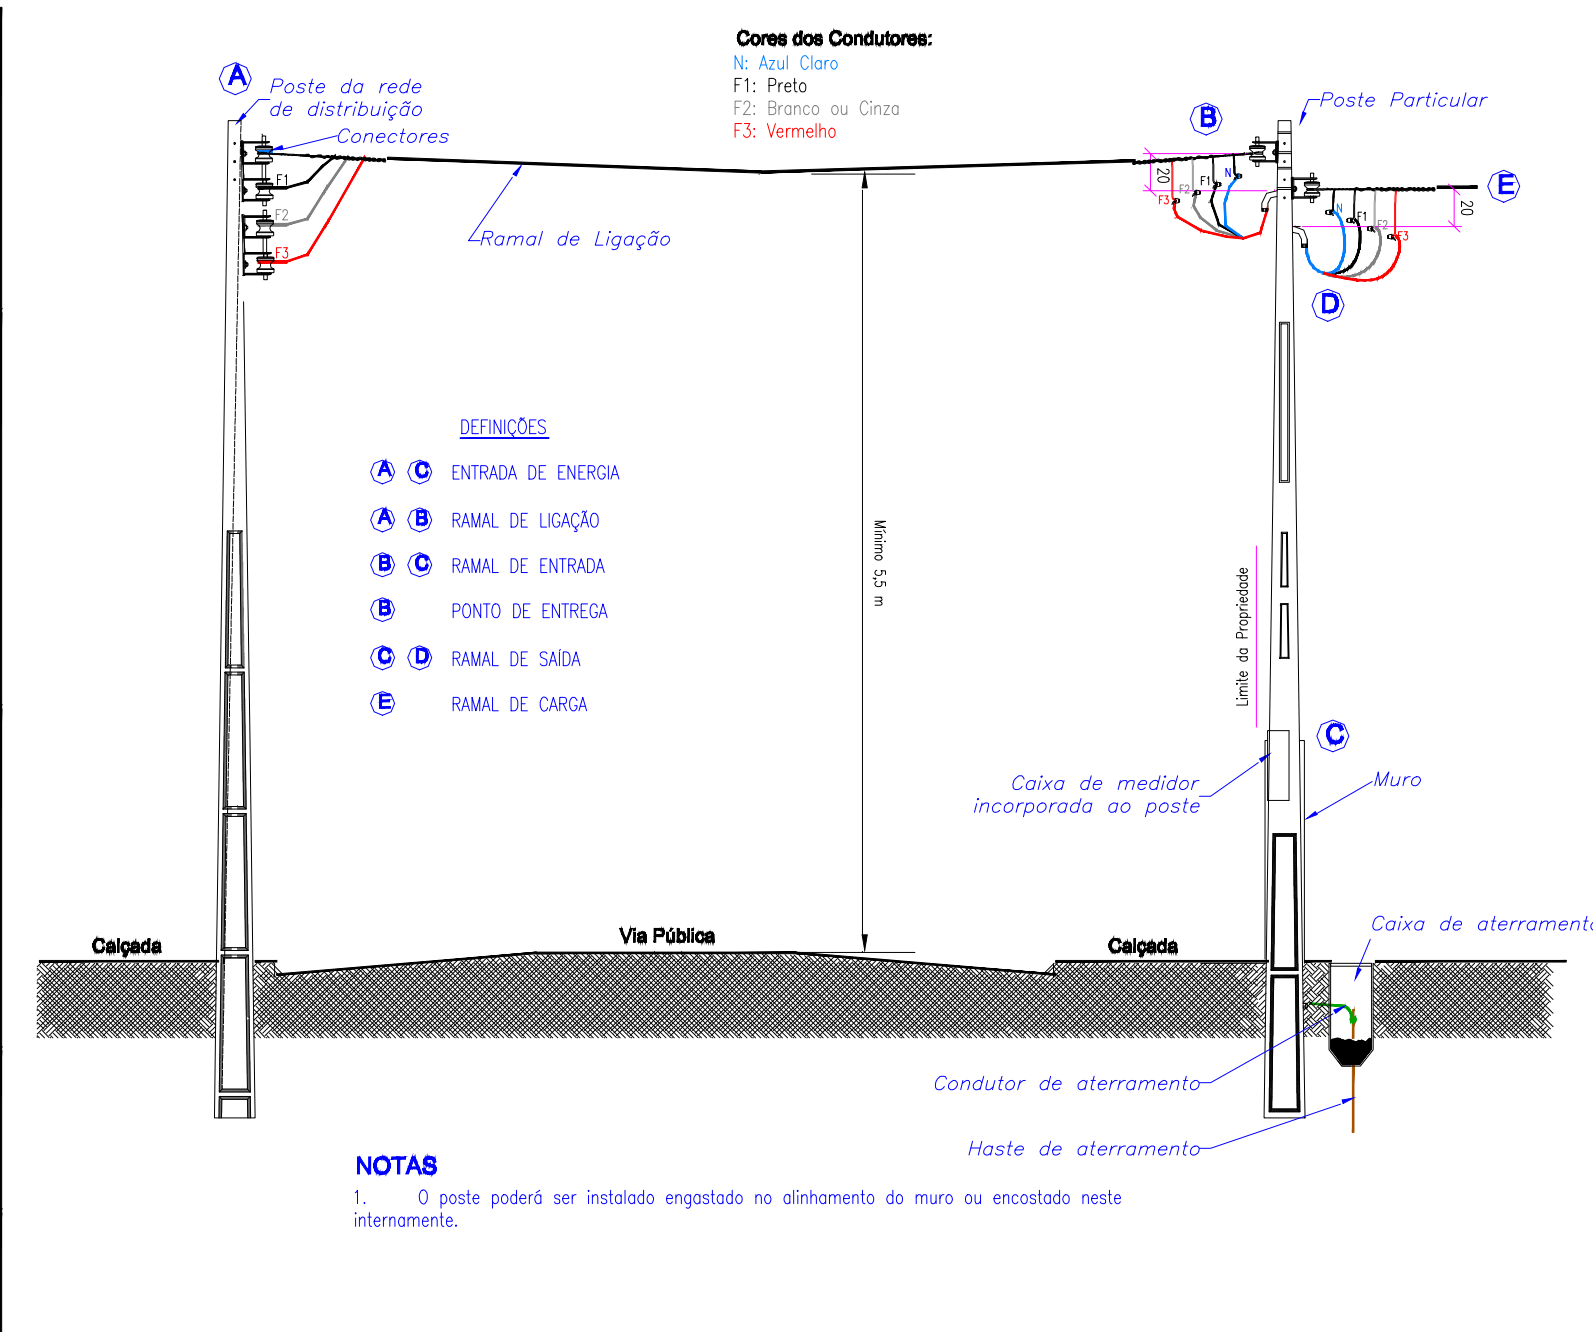 Cores dos Condutores:
N: Azul Claro
F1: Preto
F2: Branco ou Cinza
F3: Vermelho
A
Poste da rede
de distribuição
Conectores
F1
F2
F3
Ramal de Ligação
B
Poste Particular
20
N
F1
F2
F3
E
20
N
F1
F2
F3
D
DEFINIÇÕES
A C ENTRADA DE ENERGIA
A B RAMAL DE LIGAÇÃO
B C RAMAL DE ENTRADA
B PONTO DE ENTREGA
C D RAMAL DE SAÍDA
E RAMAL DE CARGA
Mínimo 5,5 m
Limite da Propriedade
C
Caixa de medidor
incorporada ao poste
Muro
Calçada
Via Pública
Calçada
Caixa de aterramento
Condutor de aterramento
Haste de aterramento
NOTAS
1. O poste poderá ser instalado engastado no alinhamento do muro ou encostado neste
internamente.